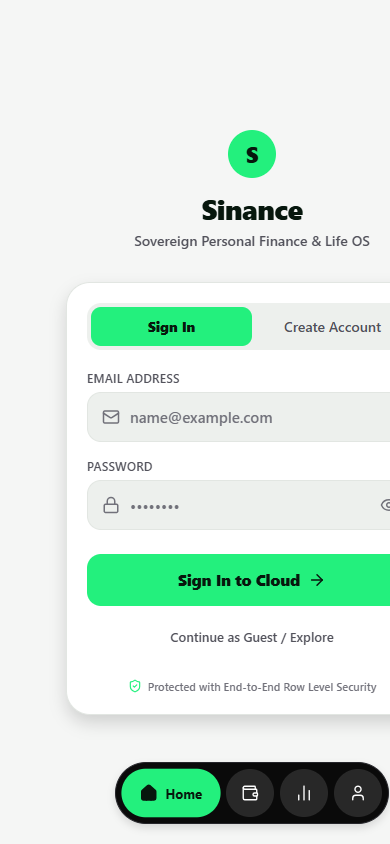 S
Sinance
Sovereign Personal Finance & Life OS
Sign In
Create Account
EMAIL ADDRESS
name@example.com
PASSWORD
••••••••
Sign In to Cloud →
Continue as Guest / Explore
Protected with End-to-End Row Level Security
Home